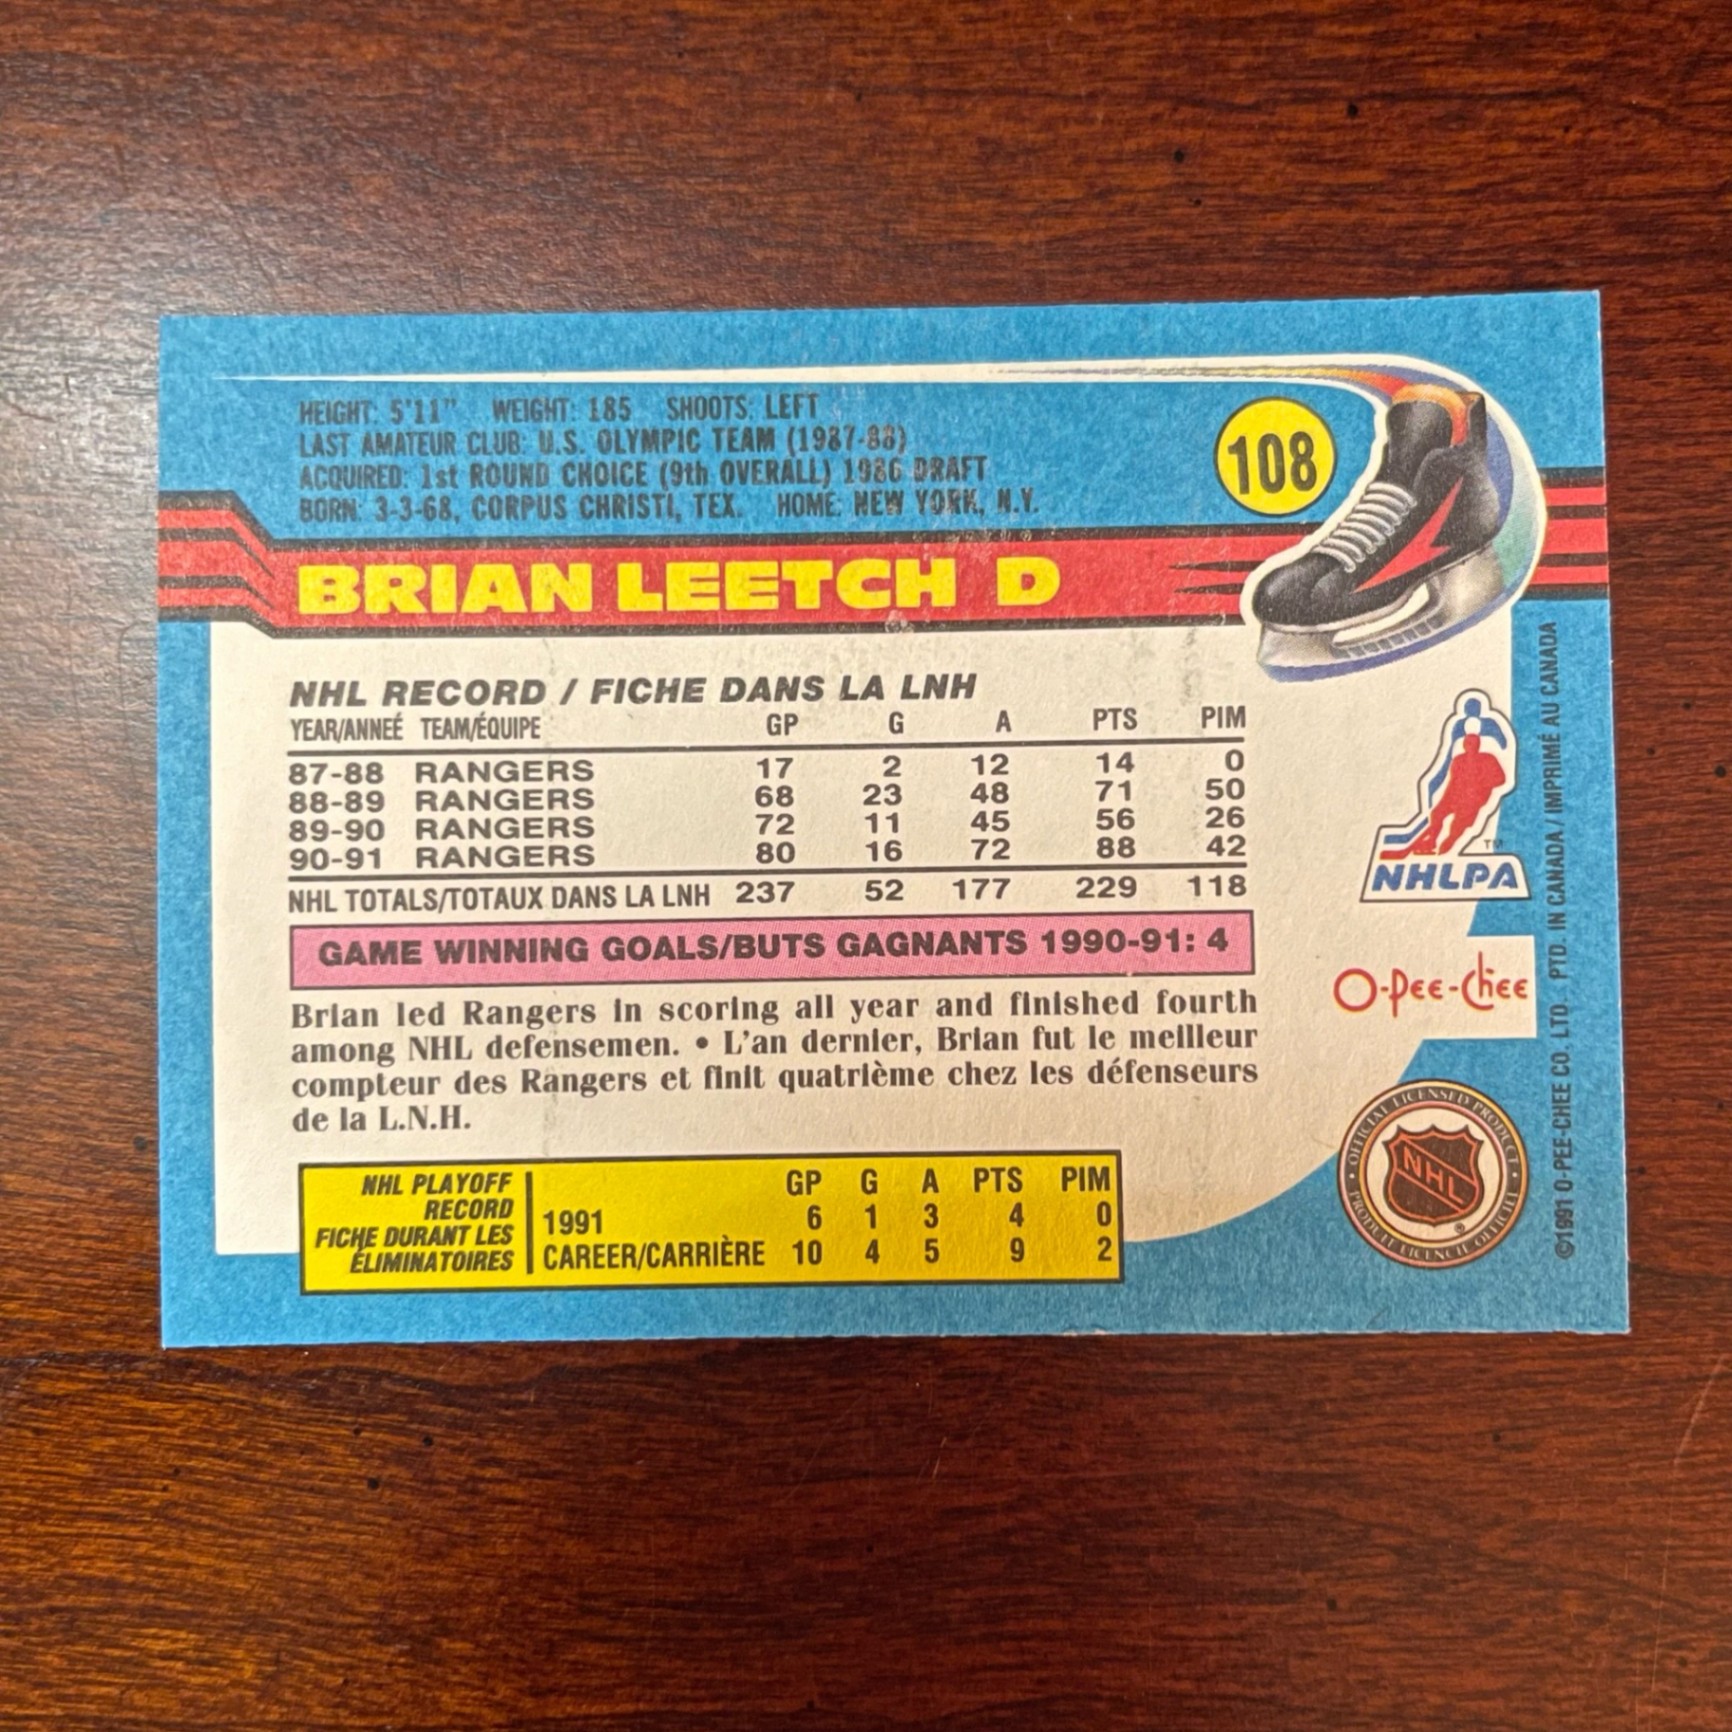 HEIGHT: 5'11" WEIGHT: 185 SHOOTS: LEFT
LAST AMATEUR CLUB: U.S. OLYMPIC TEAM (1987-88)
ACQUIRED: 1st ROUND CHOICE (9th OVERALL) 1986 DRAFT
BORN: 3-3-68, CORPUS CHRISTI, TEX. HOME: NEW YORK, N.Y.
108
BRIAN LEETCH D
NHL RECORD / FICHE DANS LA LNH
YEAR/ANNEÉ TEAM/ÉQUIPE GP G A PTS PIM
87-88 RANGERS 17 2 12 14 0
88-89 RANGERS 68 23 48 71 50
89-90 RANGERS 72 11 45 56 26
90-91 RANGERS 80 16 72 88 42
NHL TOTALS/TOTAUX DANS LA LNH 237 52 177 229 118
GAME WINNING GOALS/BUTS GAGNANTS 1990-91: 4
Brian led Rangers in scoring all year and finished fourth
among NHL defensemen. • L'an dernier, Brian fut le meilleur
compteur des Rangers et finit quatrième chez les défenseurs
de la L.N.H.
NHL PLAYOFF
RECORD
FICHE DURANT LES
ÉLIMINATOIRES
GP G A PTS PIM
1991 6 1 3 4 0
CAREER/CARRIÈRE 10 4 5 9 2
TM
NHLPA
O-Pee-Chee
OFFICIAL LICENSED PRODUCT
NHL
®
PRODUIT LICENCIÉ OFFICIEL
©1991 O-PEE-CHEE CO. LTD. PTD. IN CANADA / IMPRIMÉ AU CANADA